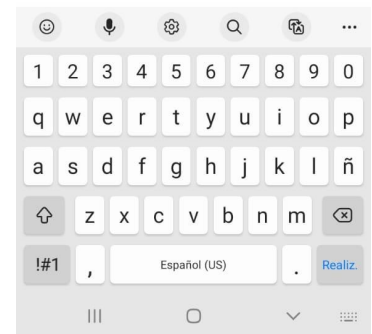 1 2 3 4 5 6 7 8 9 0
q w e r t y u i o p
a s d f g h j k l ñ
z x c v b n m
!#1 , Español (US) . Realiz.